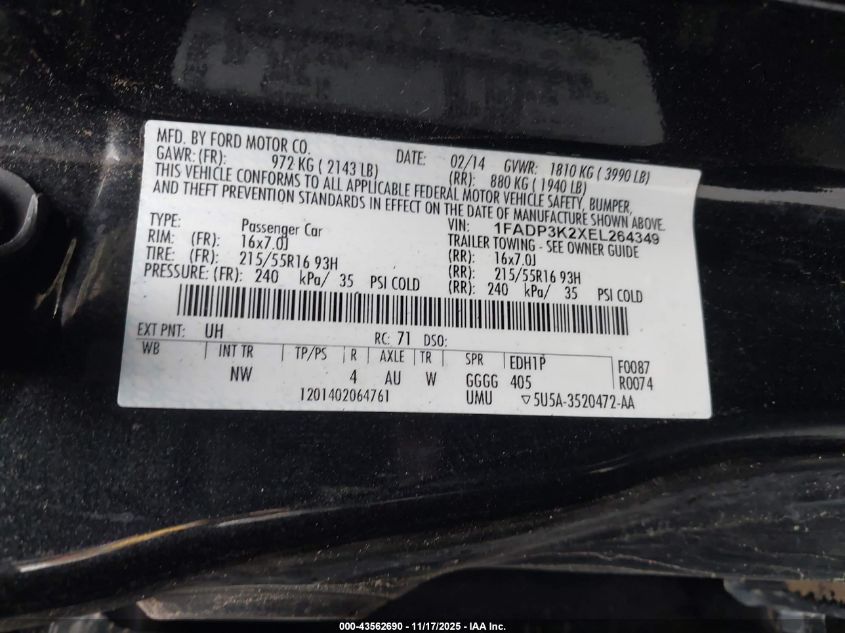 MFD. BY FORD MOTOR CO.
DATE: 02/14 GVWR: 1810 KG ( 3990 LB)
GAWR: (FR): 972 KG ( 2143 LB) (RR): 880 KG ( 1940 LB)
THIS VEHICLE CONFORMS TO ALL APPLICABLE FEDERAL MOTOR VEHICLE SAFETY, BUMPER,
AND THEFT PREVENTION STANDARDS IN EFFECT ON THE DATE OF MANUFACTURE SHOWN ABOVE.
VIN: 1FADP3K2XEL264349
TYPE: Passenger Car TRAILER TOWING - SEE OWNER GUIDE
RIM: (FR): 16x7.0J (RR): 16x7.0J
TIRE: (FR): 215/55R16 93H (RR): 215/55R16 93H
PRESSURE: (FR): 240 kPa/ 35 PSI COLD (RR): 240 kPa/ 35 PSI COLD
EXT PNT: UH RC: 71 DSO:
WB INT TR TP/PS R AXLE TR SPR EDH1P F0087
NW 4 AU W GGGG 405 R0074
1201402064761 UMU ▽5U5A-3520472-AA
000-43562690 - 11/17/2025 - IAA Inc.